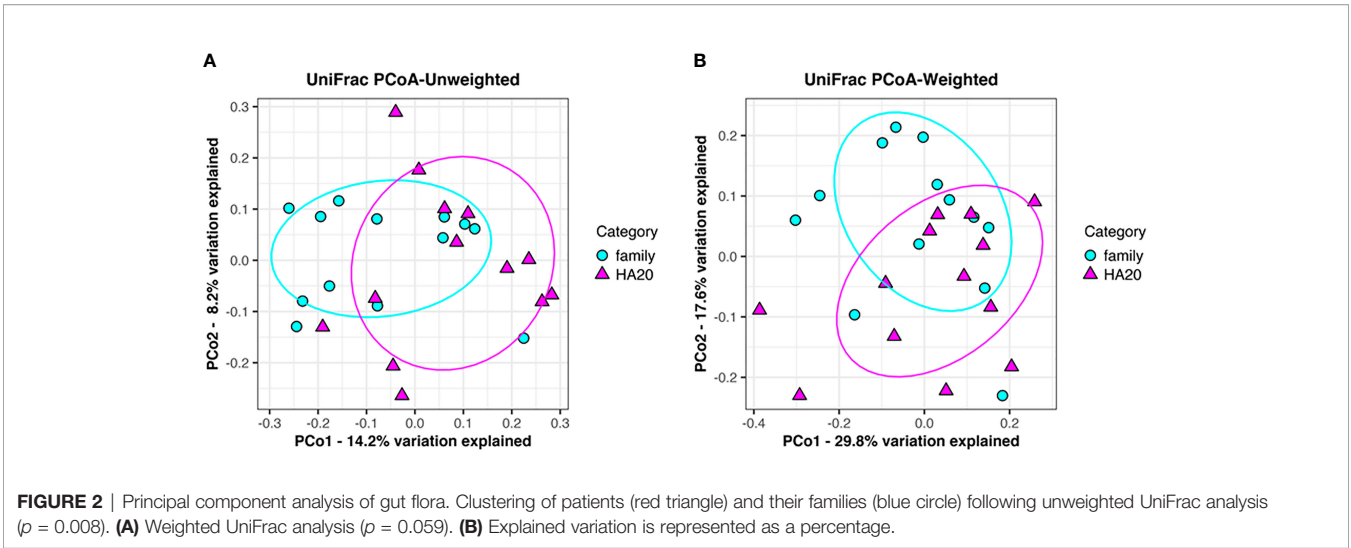 A
UniFrac PCoA-Unweighted
PCo2 - 8.2% variation explained
0.3
0.2
0.1
0.0
-0.1
-0.2
-0.3
-0.2
-0.1
0.0
0.1
0.2
0.3
PCo1 - 14.2% variation explained
Category
family
HA20
B
UniFrac PCoA-Weighted
PCo2 - 17.6% variation explained
0.2
0.1
0.0
-0.1
-0.2
-0.4
-0.2
0.0
0.2
PCo1 - 29.8% variation explained
Category
family
HA20
FIGURE 2 | Principal component analysis of gut flora. Clustering of patients (red triangle) and their families (blue circle) following unweighted UniFrac analysis
(p = 0.008). (A) Weighted UniFrac analysis (p = 0.059). (B) Explained variation is represented as a percentage.